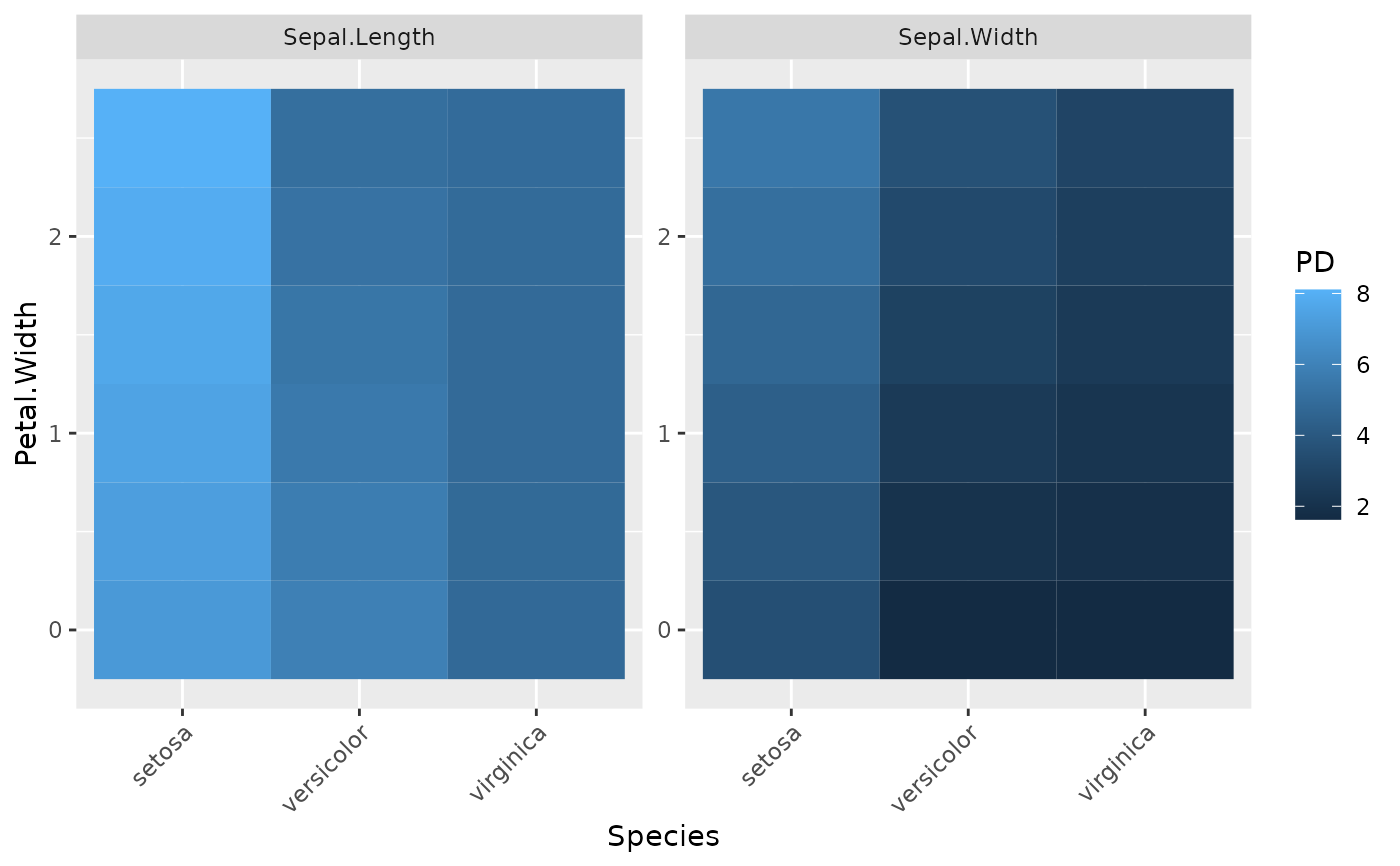 Sepal.Length
Sepal.Width
Petal.Width
2
1
0
2
1
0
setosa
versicolor
virginica
setosa
versicolor
virginica
Species
PD
8
6
4
2